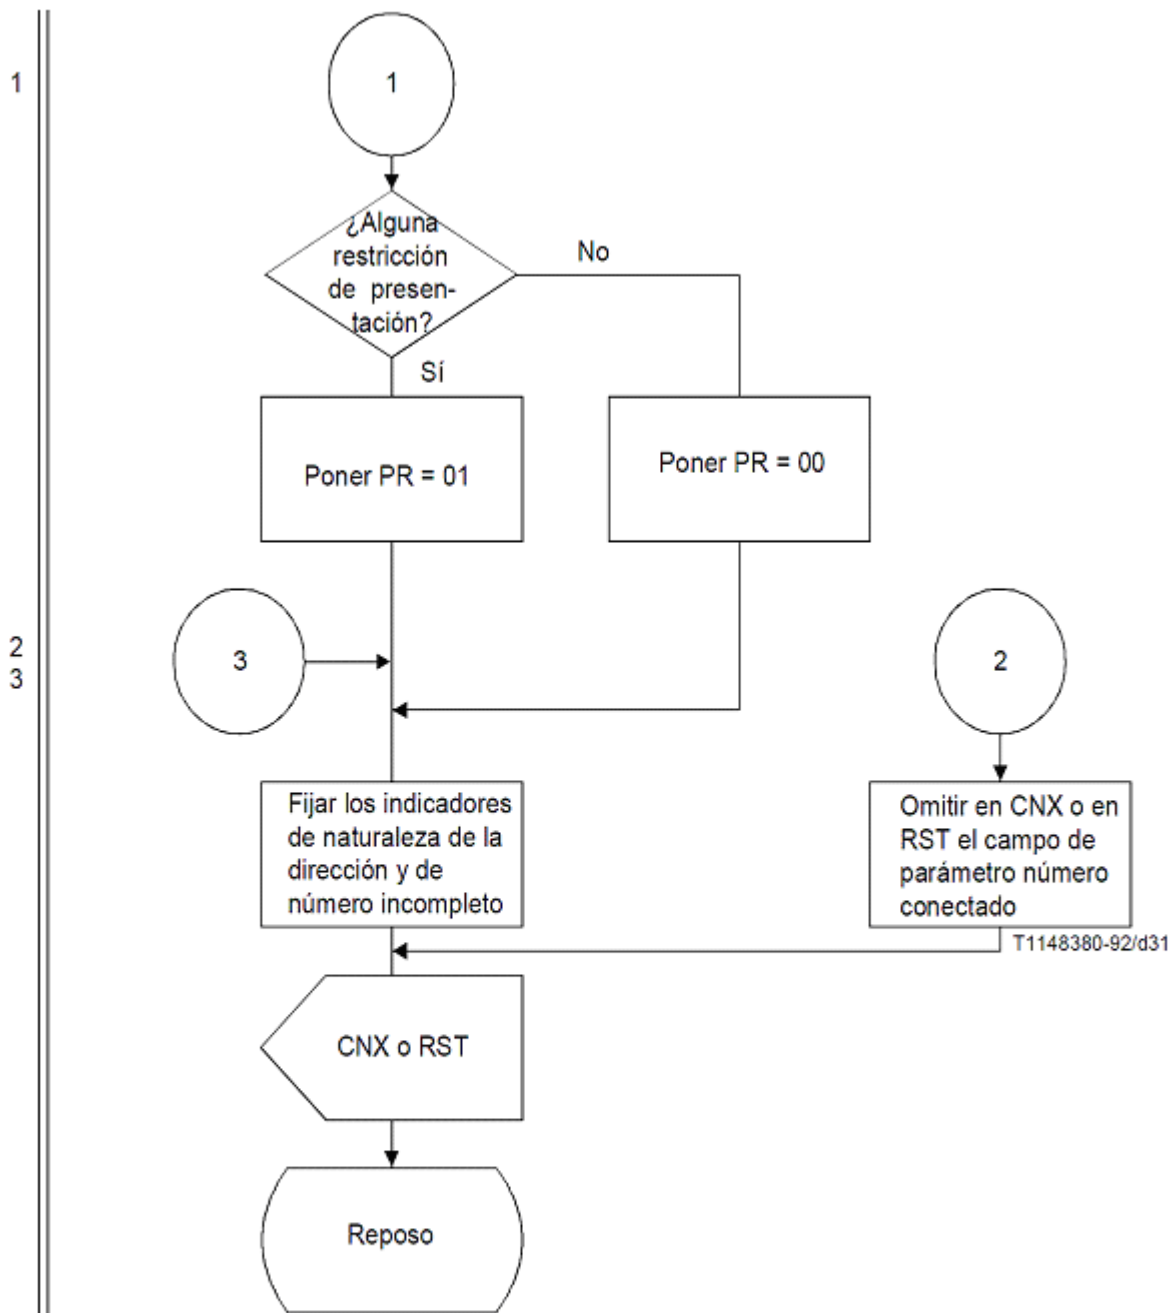 1
1
¿Alguna
restricción
de presen-
tación?
No
Sí
Poner PR = 01
Poner PR = 00
2
3
3
2
Fijar los indicadores
de naturaleza de la
dirección y de
número incompleto
Omitir en CNX o en
RST el campo de
parámetro número
conectado
T1148380-92/d31
CNX o RST
Reposo